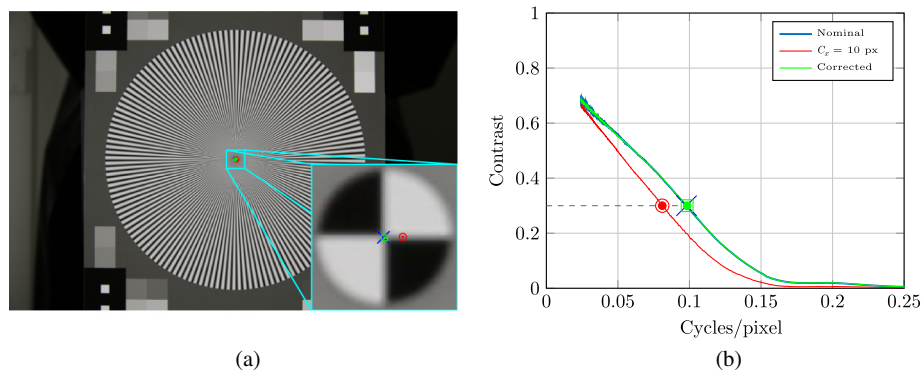 1
0.8
0.6
0.4
0.2
0
Contrast
0 0.05 0.1 0.15 0.2 0.25
Cycles/pixel
Nominal
Cₓ = 10 px
Corrected
(a) (b)